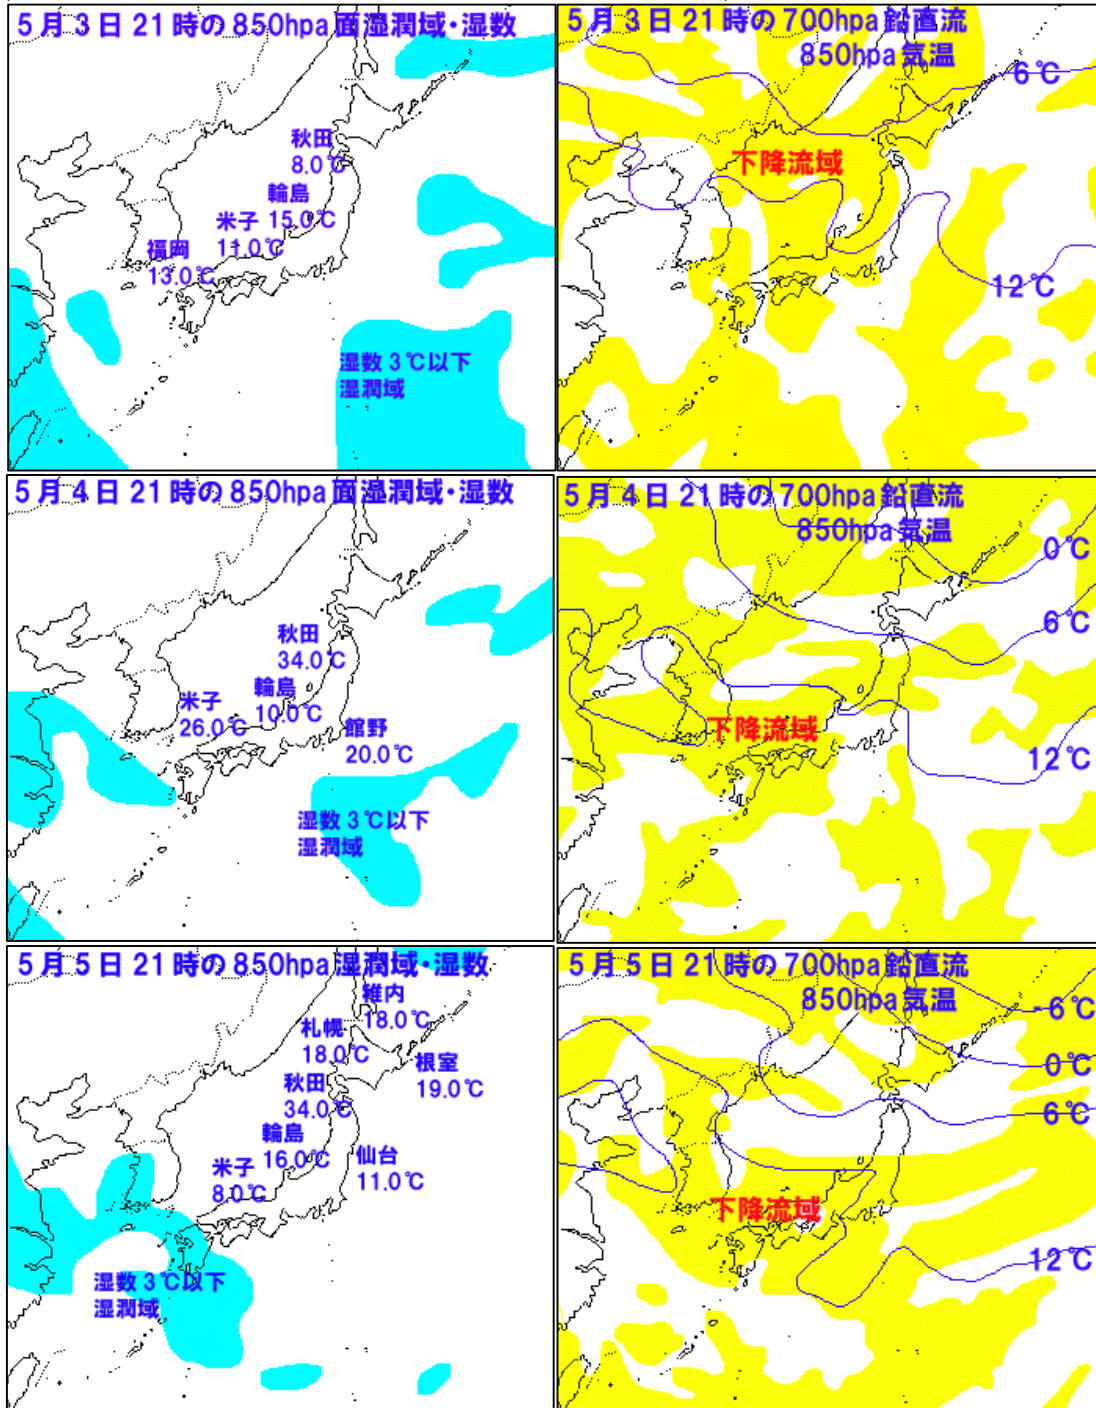 5月3日21時の850hpa面湿潤域・湿数
秋田
8.0℃
輪島
15.0℃
米子
11.0℃
福岡
13.0℃
湿数3℃以下
湿潤域
5月3日21時の700hpa鉛直流
850hpa気温
6℃
下降流域
12℃
5月4日21時の850hpa面湿潤域・湿数
秋田
34.0℃
輪島
10.0℃
米子
26.0℃
館野
20.0℃
湿数3℃以下
湿潤域
5月4日21時の700hpa鉛直流
850hpa気温
0℃
6℃
下降流域
12℃
5月5日21時の850hpa湿潤域・湿数
稚内
18.0℃
札幌
18.0℃
根室
19.0℃
秋田
34.0℃
輪島
16.0℃
仙台
11.0℃
米子
8.0℃
湿数3℃以下
湿潤域
5月5日21時の700hpa鉛直流
850hpa気温
-6℃
0℃
6℃
下降流域
12℃